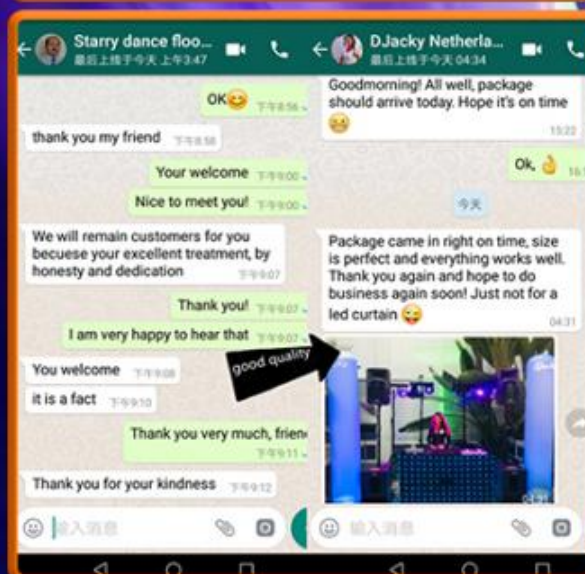 Starry dance floo...
最后上线于今天 上午3:47
OK😊 下午8:56
thank you my friend 下午8:58
Your welcome 下午9:00
Nice to meet you! 下午9:00
We will remain customers for you
becuese your excellent treatment, by
honesty and dedication 下午9:07
Thank you! 下午9:07
I am very happy to hear that 下午9:07
You welcome 下午9:08
it is a fact 下午9:10
Thank you very much, frien
下午9:11
Thank you for your kindness 下午9:12
输入消息
DJacky Netherla...
最后上线于今天 04:34
Goodmorning! All well, package
should arrive today. Hope it's on time
😁 15:22
Ok, 👌
今天
Package came in right on time, size
is perfect and everything works well.
Thank you again and hope to do
business again soon! Just not for a
led curtain 😜 04:31
good quality
04:31
输入消息